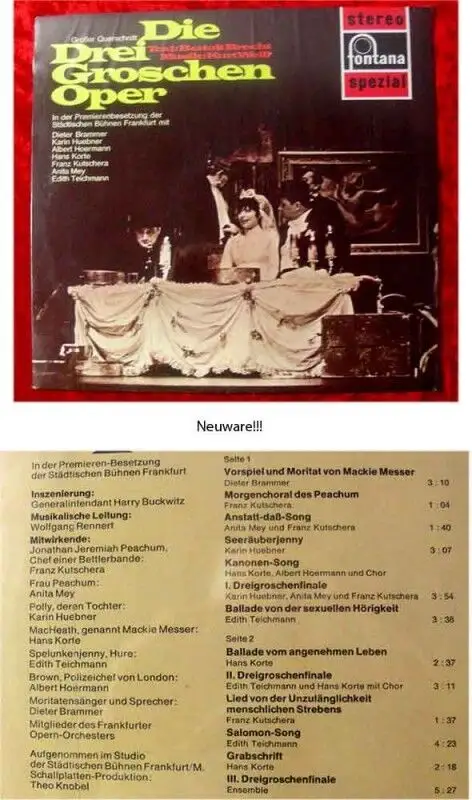 Großer Querschnitt
Die
Drei
Groschen
Oper
Text: Bertolt Brecht
Musik: Kurt Weill
stereo
fontana
spezial
In der Premierenbesetzung der
Städtischen Bühnen Frankfurt mit
Dieter Brammer
Karin Huebner
Albert Hoermann
Hans Korte
Franz Kutschera
Anita Mey
Edith Teichmann
Neuware!!!
In der Premieren-Besetzung
der Städtischen Bühnen Frankfurt
Inszenierung:
Generalintendant Harry Buckwitz
Musikalische Leitung:
Wolfgang Rennert
Mitwirkende:
Jonathan Jeremiah Peachum,
Chef einer Bettlerbande:
Franz Kutschera
Frau Peachum:
Anita Mey
Polly, deren Tochter:
Karin Huebner
MacHeath, genannt Mackie Messer:
Hans Korte
Spelunkenjenny, Hure:
Edith Teichmann
Brown, Polizeichef von London:
Albert Hoermann
Moritatensänger und Sprecher:
Dieter Brammer
Mitglieder des Frankfurter
Opern-Orchesters
Aufgenommen im Studio
der Städtischen Bühnen Frankfurt/M.
Schallplatten-Produktion:
Theo Knobel
Seite 1
Vorspiel und Moritat von Mackie Messer
Dieter Brammer 3:10
Morgenchoral des Peachum
Franz Kutschera 1:04
Anstatt-daß-Song
Anita Mey und Franz Kutschera 1:40
Seeräuberjenny
Karin Huebner 3:07
Kanonen-Song
Hans Korte, Albert Hoermann und Chor
I. Dreigroschenfinale
Karin Huebner, Anita Mey und Franz Kutschera 3:54
Ballade von der sexuellen Hörigkeit
Edith Teichmann 3:38
Seite 2
Ballade vom angenehmen Leben
Hans Korte 2:37
II. Dreigroschenfinale
Edith Teichmann und Hans Korte mit Chor 3:11
Lied von der Unzulänglichkeit
menschlichen Strebens
Franz Kutschera 1:37
Salomon-Song
Edith Teichmann 4:23
Grabschrift
Hans Korte 2:18
III. Dreigroschenfinale
Ensemble 5:27